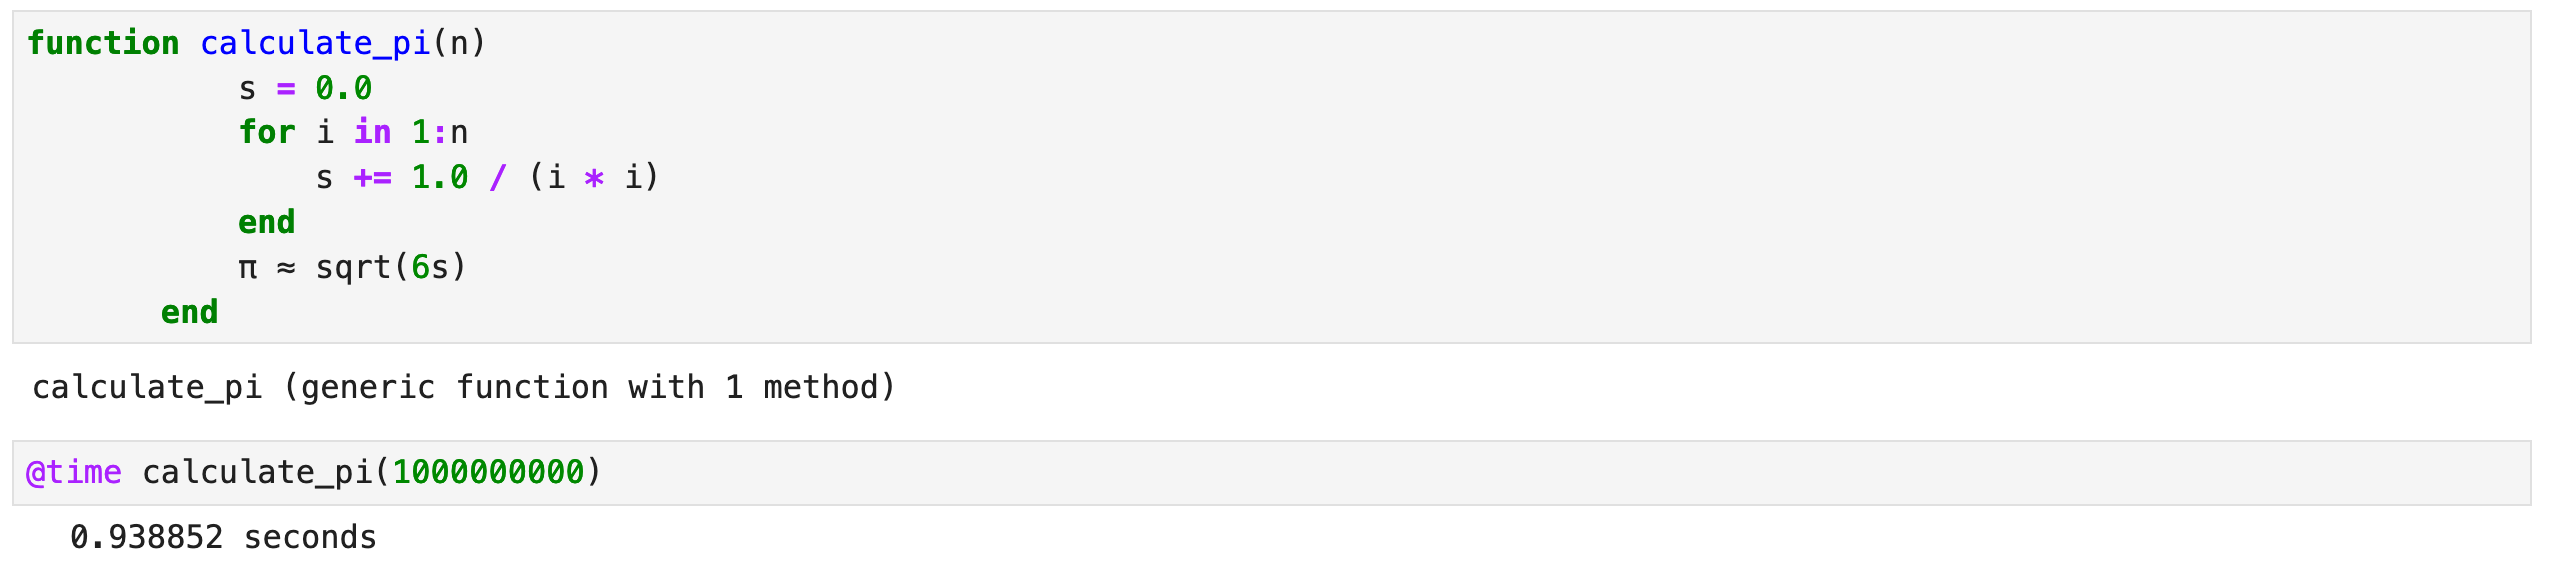 function calculate_pi(n)
s = 0.0
for i in 1:n
s += 1.0 / (i * i)
end
π ≈ sqrt(6s)
end
calculate_pi (generic function with 1 method)
@time calculate_pi(1000000000)
0.938852 seconds